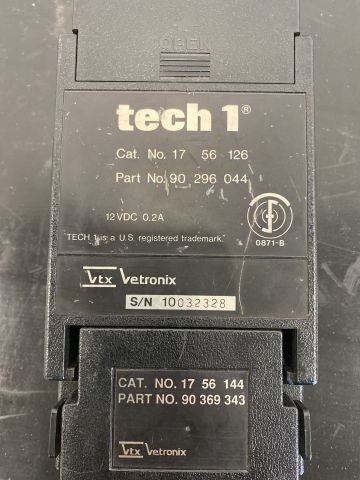 tech 1®
Cat. No. 17 56 126
Part No. 90 296 044
12VDC 0.2A
TECH 1 is a U.S. registered trademark.
0871-B
Vtx Vetronix
S/N 10032328
CAT. NO. 17 56 144
PART NO. 90 369 343
Vtx Vetronix